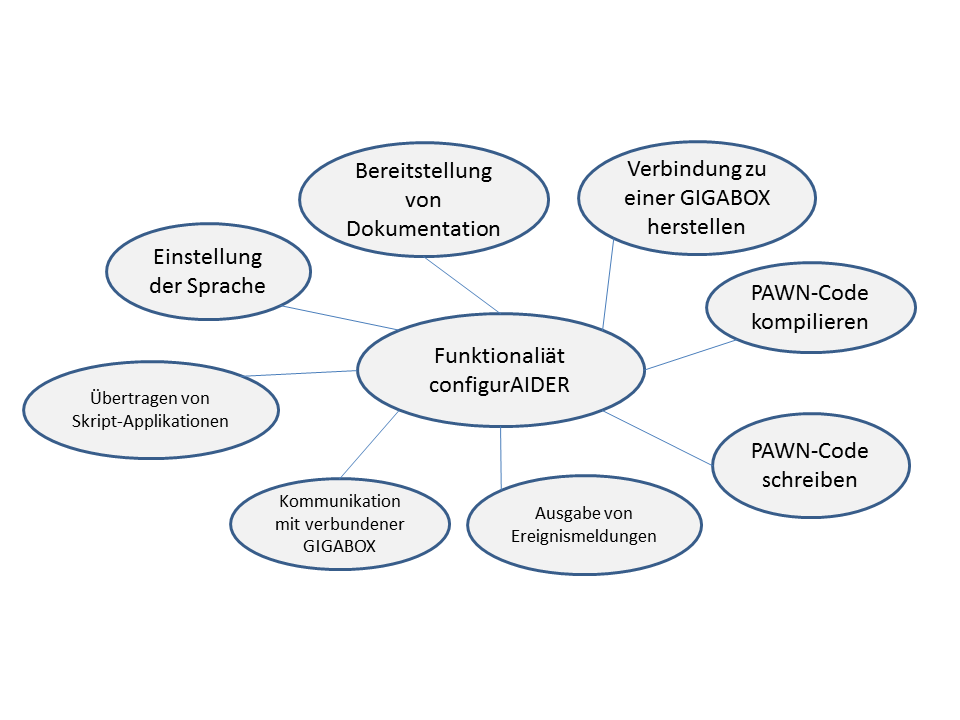 Bereitstellung
von
Dokumentation
Verbindung zu
einer GIGABOX
herstellen
Einstellung
der Sprache
PAWN-Code
kompilieren
Funktionaliät
configurAIDER
Übertragen von
Skript-Applikationen
PAWN-Code
schreiben
Kommunikation
mit verbundener
GIGABOX
Ausgabe von
Ereignismeldungen